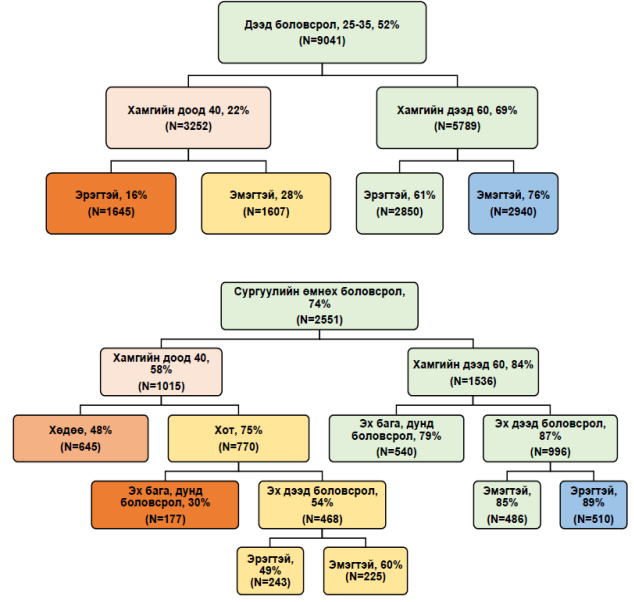 Дээд боловсрол, 25-35, 52%
(N=9041)
Хамгийн доод 40, 22%
(N=3252)
Хамгийн дээд 60, 69%
(N=5789)
Эрэгтэй, 16%
(N=1645)
Эмэгтэй, 28%
(N=1607)
Эрэгтэй, 61%
(N=2850)
Эмэгтэй, 76%
(N=2940)
Сургуулийн өмнөх боловсрол,
74%
(N=2551)
Хамгийн доод 40,
58%
(N=1015)
Хамгийн дээд 60, 84%
(N=1536)
Хөдөө, 48%
(N=645)
Хот, 75%
(N=770)
Эх бага, дунд
боловсрол, 79%
(N=540)
Эх дээд боловсрол,
87%
(N=996)
Эх бага, дунд
боловсрол, 30%
(N=177)
Эх дээд боловсрол,
54%
(N=468)
Эмэгтэй,
85%
(N=486)
Эрэгтэй,
89%
(N=510)
Эрэгтэй,
49%
(N=243)
Эмэгтэй, 60%
(N=225)